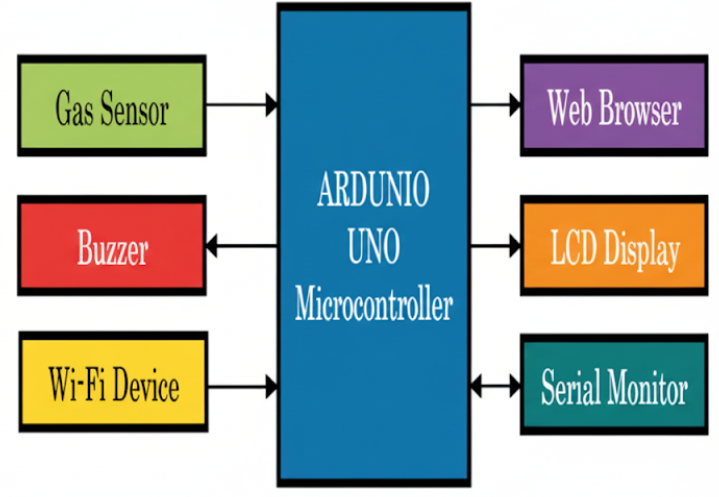 Gas Sensor
Buzzer
Wi-Fi Device
ARDUNIO
UNO
Microcontroller
Web Browser
LCD Display
Serial Monitor